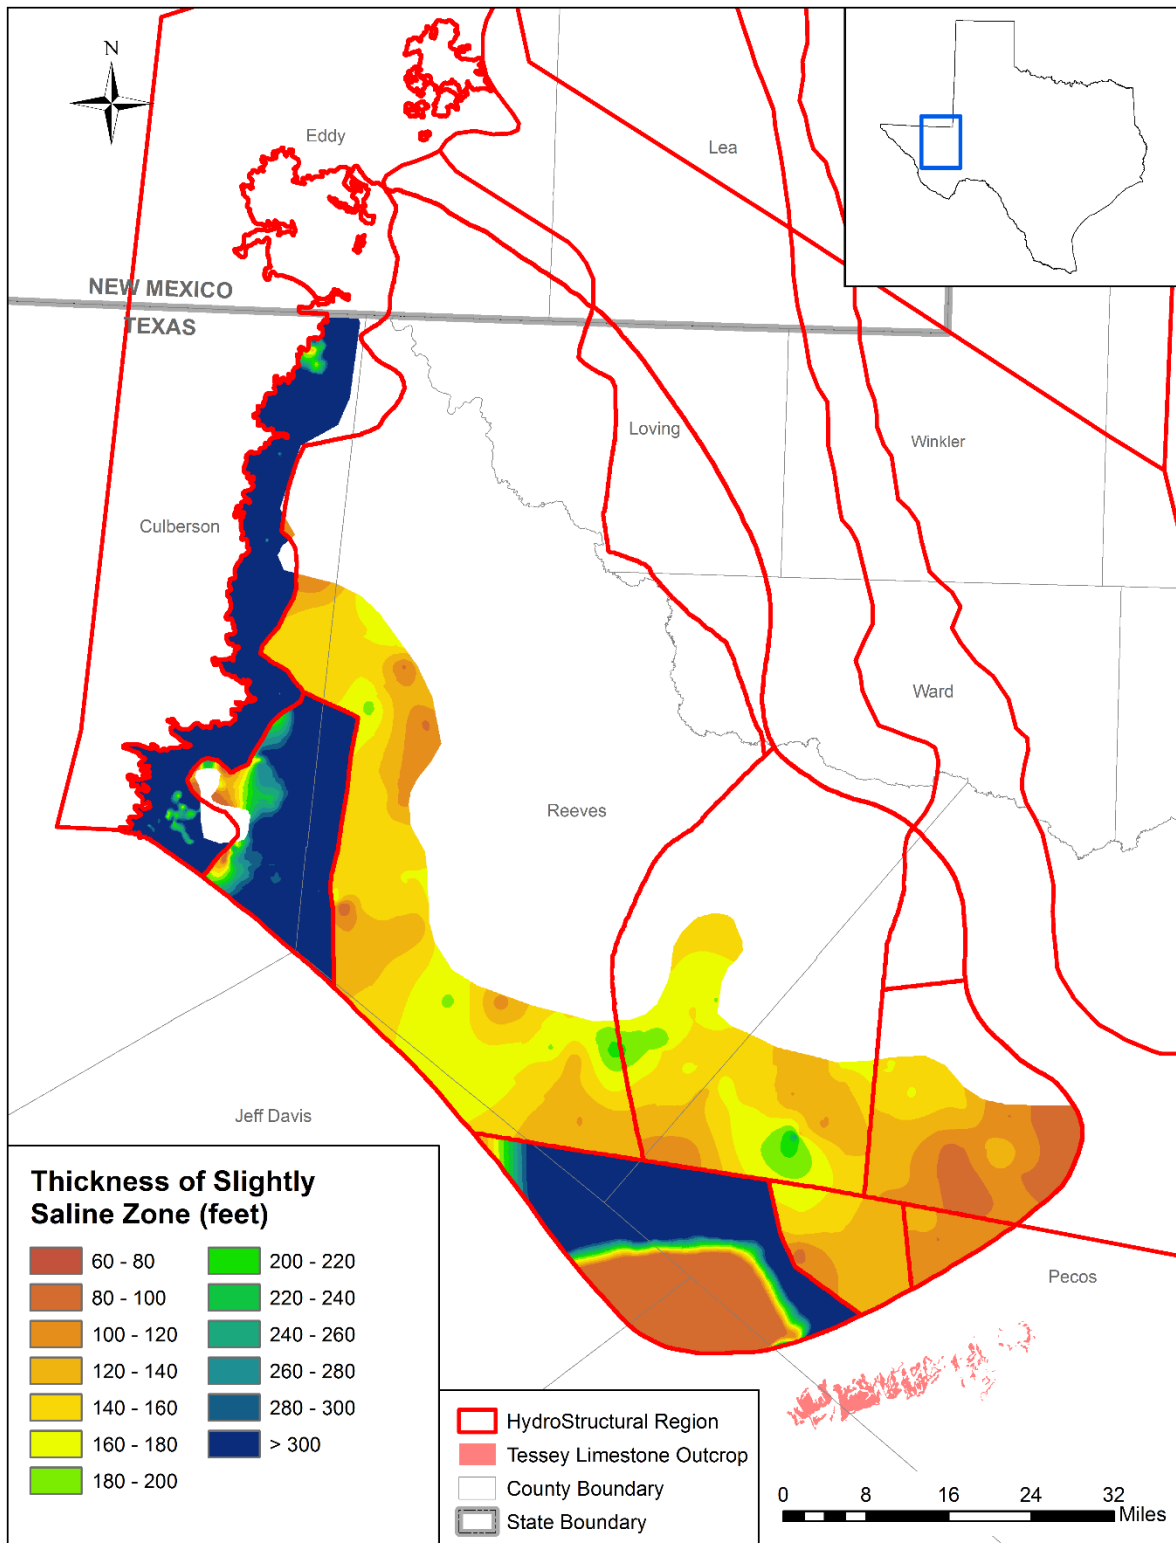 N
Eddy
Lea
NEW MEXICO
TEXAS
Loving
Winkler
Culberson
Ward
Reeves
Jeff Davis
Pecos
Thickness of Slightly
Saline Zone (feet)
60 - 80
80 - 100
100 - 120
120 - 140
140 - 160
160 - 180
180 - 200
200 - 220
220 - 240
240 - 260
260 - 280
280 - 300
> 300
HydroStructural Region
Tessey Limestone Outcrop
County Boundary
State Boundary
0 8 16 24 32
Miles